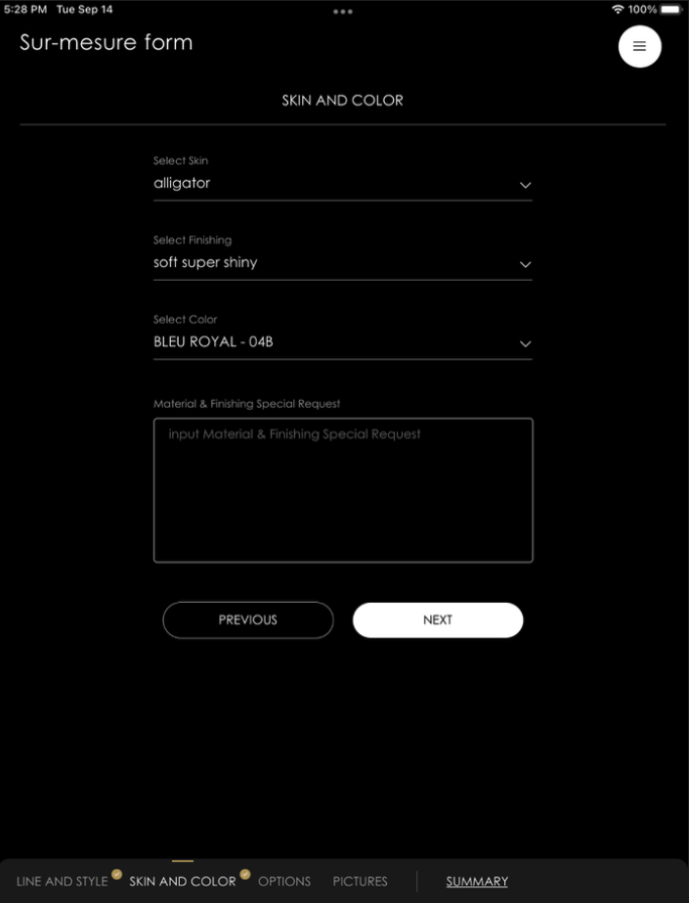 5:28 PM Tue Sep 14 100%
Sur-mesure form
SKIN AND COLOR
Select Skin
alligator
Select Finishing
soft super shiny
Select Color
BLEU ROYAL - 04B
Material & Finishing Special Request
input Material & Finishing Special Request
PREVIOUS NEXT
LINE AND STYLE SKIN AND COLOR OPTIONS PICTURES SUMMARY